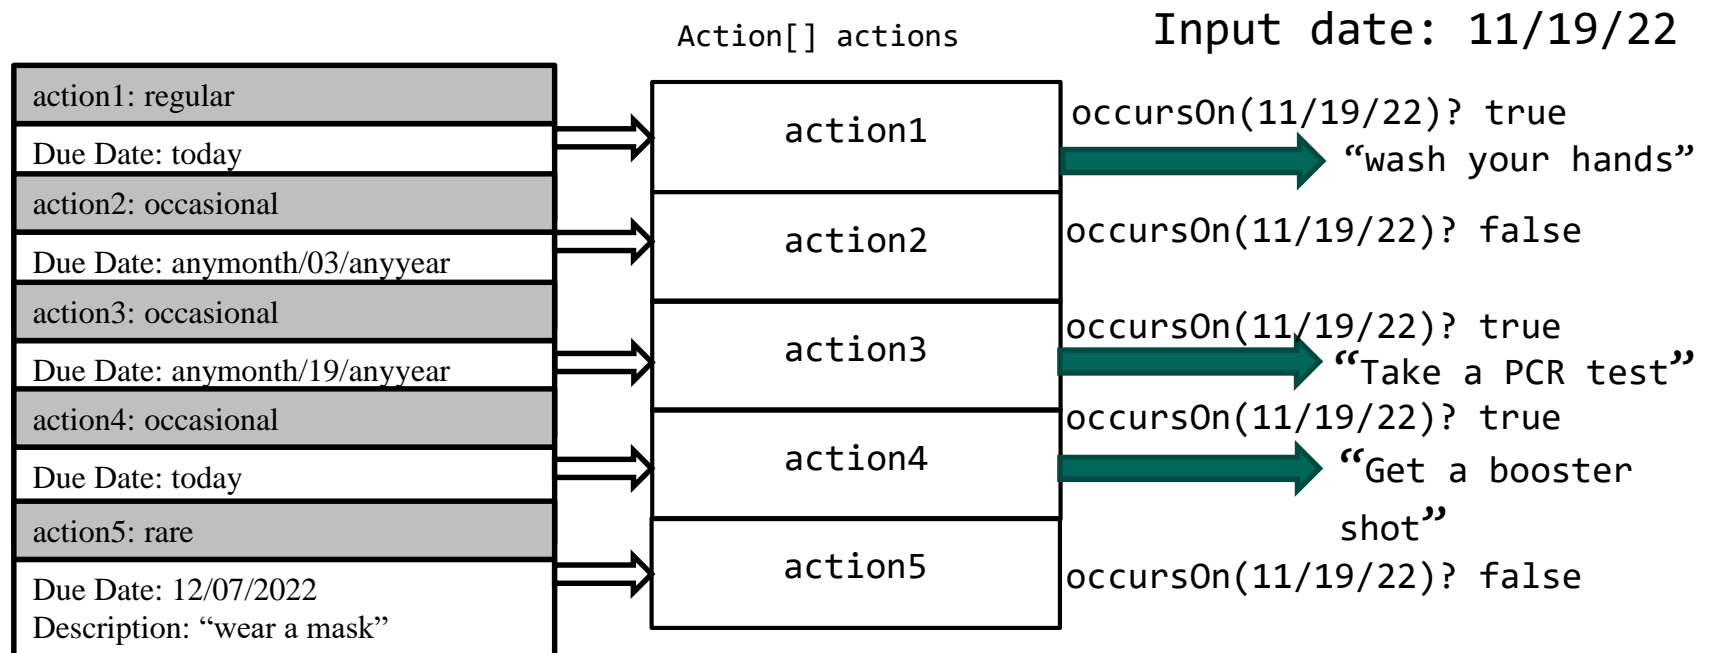 Action[] actions
Input date: 11/19/22
action1: regular
Due Date: today
action2: occasional
Due Date: anymonth/03/anyyear
action3: occasional
Due Date: anymonth/19/anyyear
action4: occasional
Due Date: today
action5: rare
Due Date: 12/07/2022
Description: “wear a mask”
action1
action2
action3
action4
action5
occursOn(11/19/22)? true
“wash your hands”
occursOn(11/19/22)? false
occursOn(11/19/22)? true
“Take a PCR test”
occursOn(11/19/22)? true
“Get a booster
shot”
occursOn(11/19/22)? false